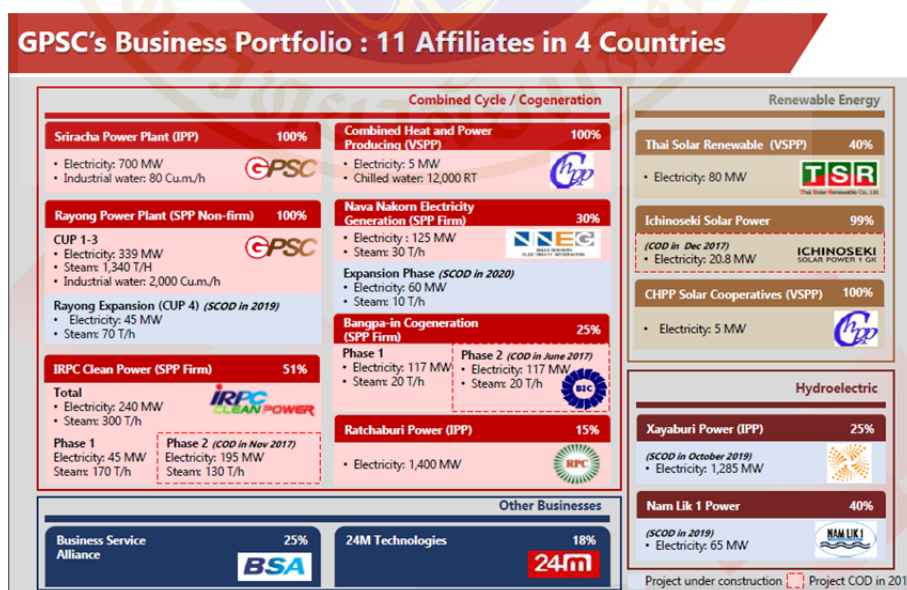 GPSC's Business Portfolio : 11 Affiliates in 4 Countries
Combined Cycle / Cogeneration
Sriracha Power Plant (IPP) 100%
• Electricity: 700 MW
• Industrial water: 80 Cu.m./h
GPSC
Rayong Power Plant (SPP Non-firm) 100%
CUP 1-3
• Electricity: 339 MW
• Steam: 1,340 T/H
• Industrial water: 2,000 Cu.m./h
GPSC
Rayong Expansion (CUP 4) (SCOD in 2019)
• Electricity: 45 MW
• Steam: 70 T/h
IRPC Clean Power (SPP Firm) 51%
Total
• Electricity: 240 MW
• Steam: 300 T/h
IRPC
CLEAN POWER
Phase 1
Electricity: 45 MW
Steam: 170 T/h
Phase 2 (COD in Nov 2017)
Electricity: 195 MW
Steam: 130 T/h
Combined Heat and Power
Producing (VSPP) 100%
• Electricity: 5 MW
• Chilled water: 12,000 RT
Chpp
Nava Nakorn Electricity
Generation (SPP Firm) 30%
• Electricity : 125 MW
• Steam: 30 T/h
NNEG
Expansion Phase (SCOD in 2020)
• Electricity: 60 MW
• Steam: 10 T/h
Bangpa-in Cogeneration
(SPP Firm) 25%
Phase 1
• Electricity: 117 MW
• Steam: 20 T/h
Phase 2 (COD in June 2017)
• Electricity: 117 MW
• Steam: 20 T/h
BIC
Ratchaburi Power (IPP) 15%
• Electricity: 1,400 MW
RPC
Other Businesses
Business Service
Alliance 25%
BSA
24M Technologies 18%
24m
Renewable Energy
Thai Solar Renewable (VSPP) 40%
• Electricity: 80 MW
TSR
Thai Solar Renewable Co., Ltd.
Ichinoseki Solar Power 99%
(COD in Dec 2017)
• Electricity: 20.8 MW
ICHINOSEKI
SOLAR POWER 1 GK
CHPP Solar Cooperatives (VSPP) 100%
• Electricity: 5 MW
Chpp
Hydroelectric
Xayaburi Power (IPP) 25%
(SCOD in October 2019)
• Electricity: 1,285 MW
Nam Lik 1 Power 40%
(SCOD in 2019)
• Electricity: 65 MW
NAM LIK 1
Project under construction
Project COD in 201